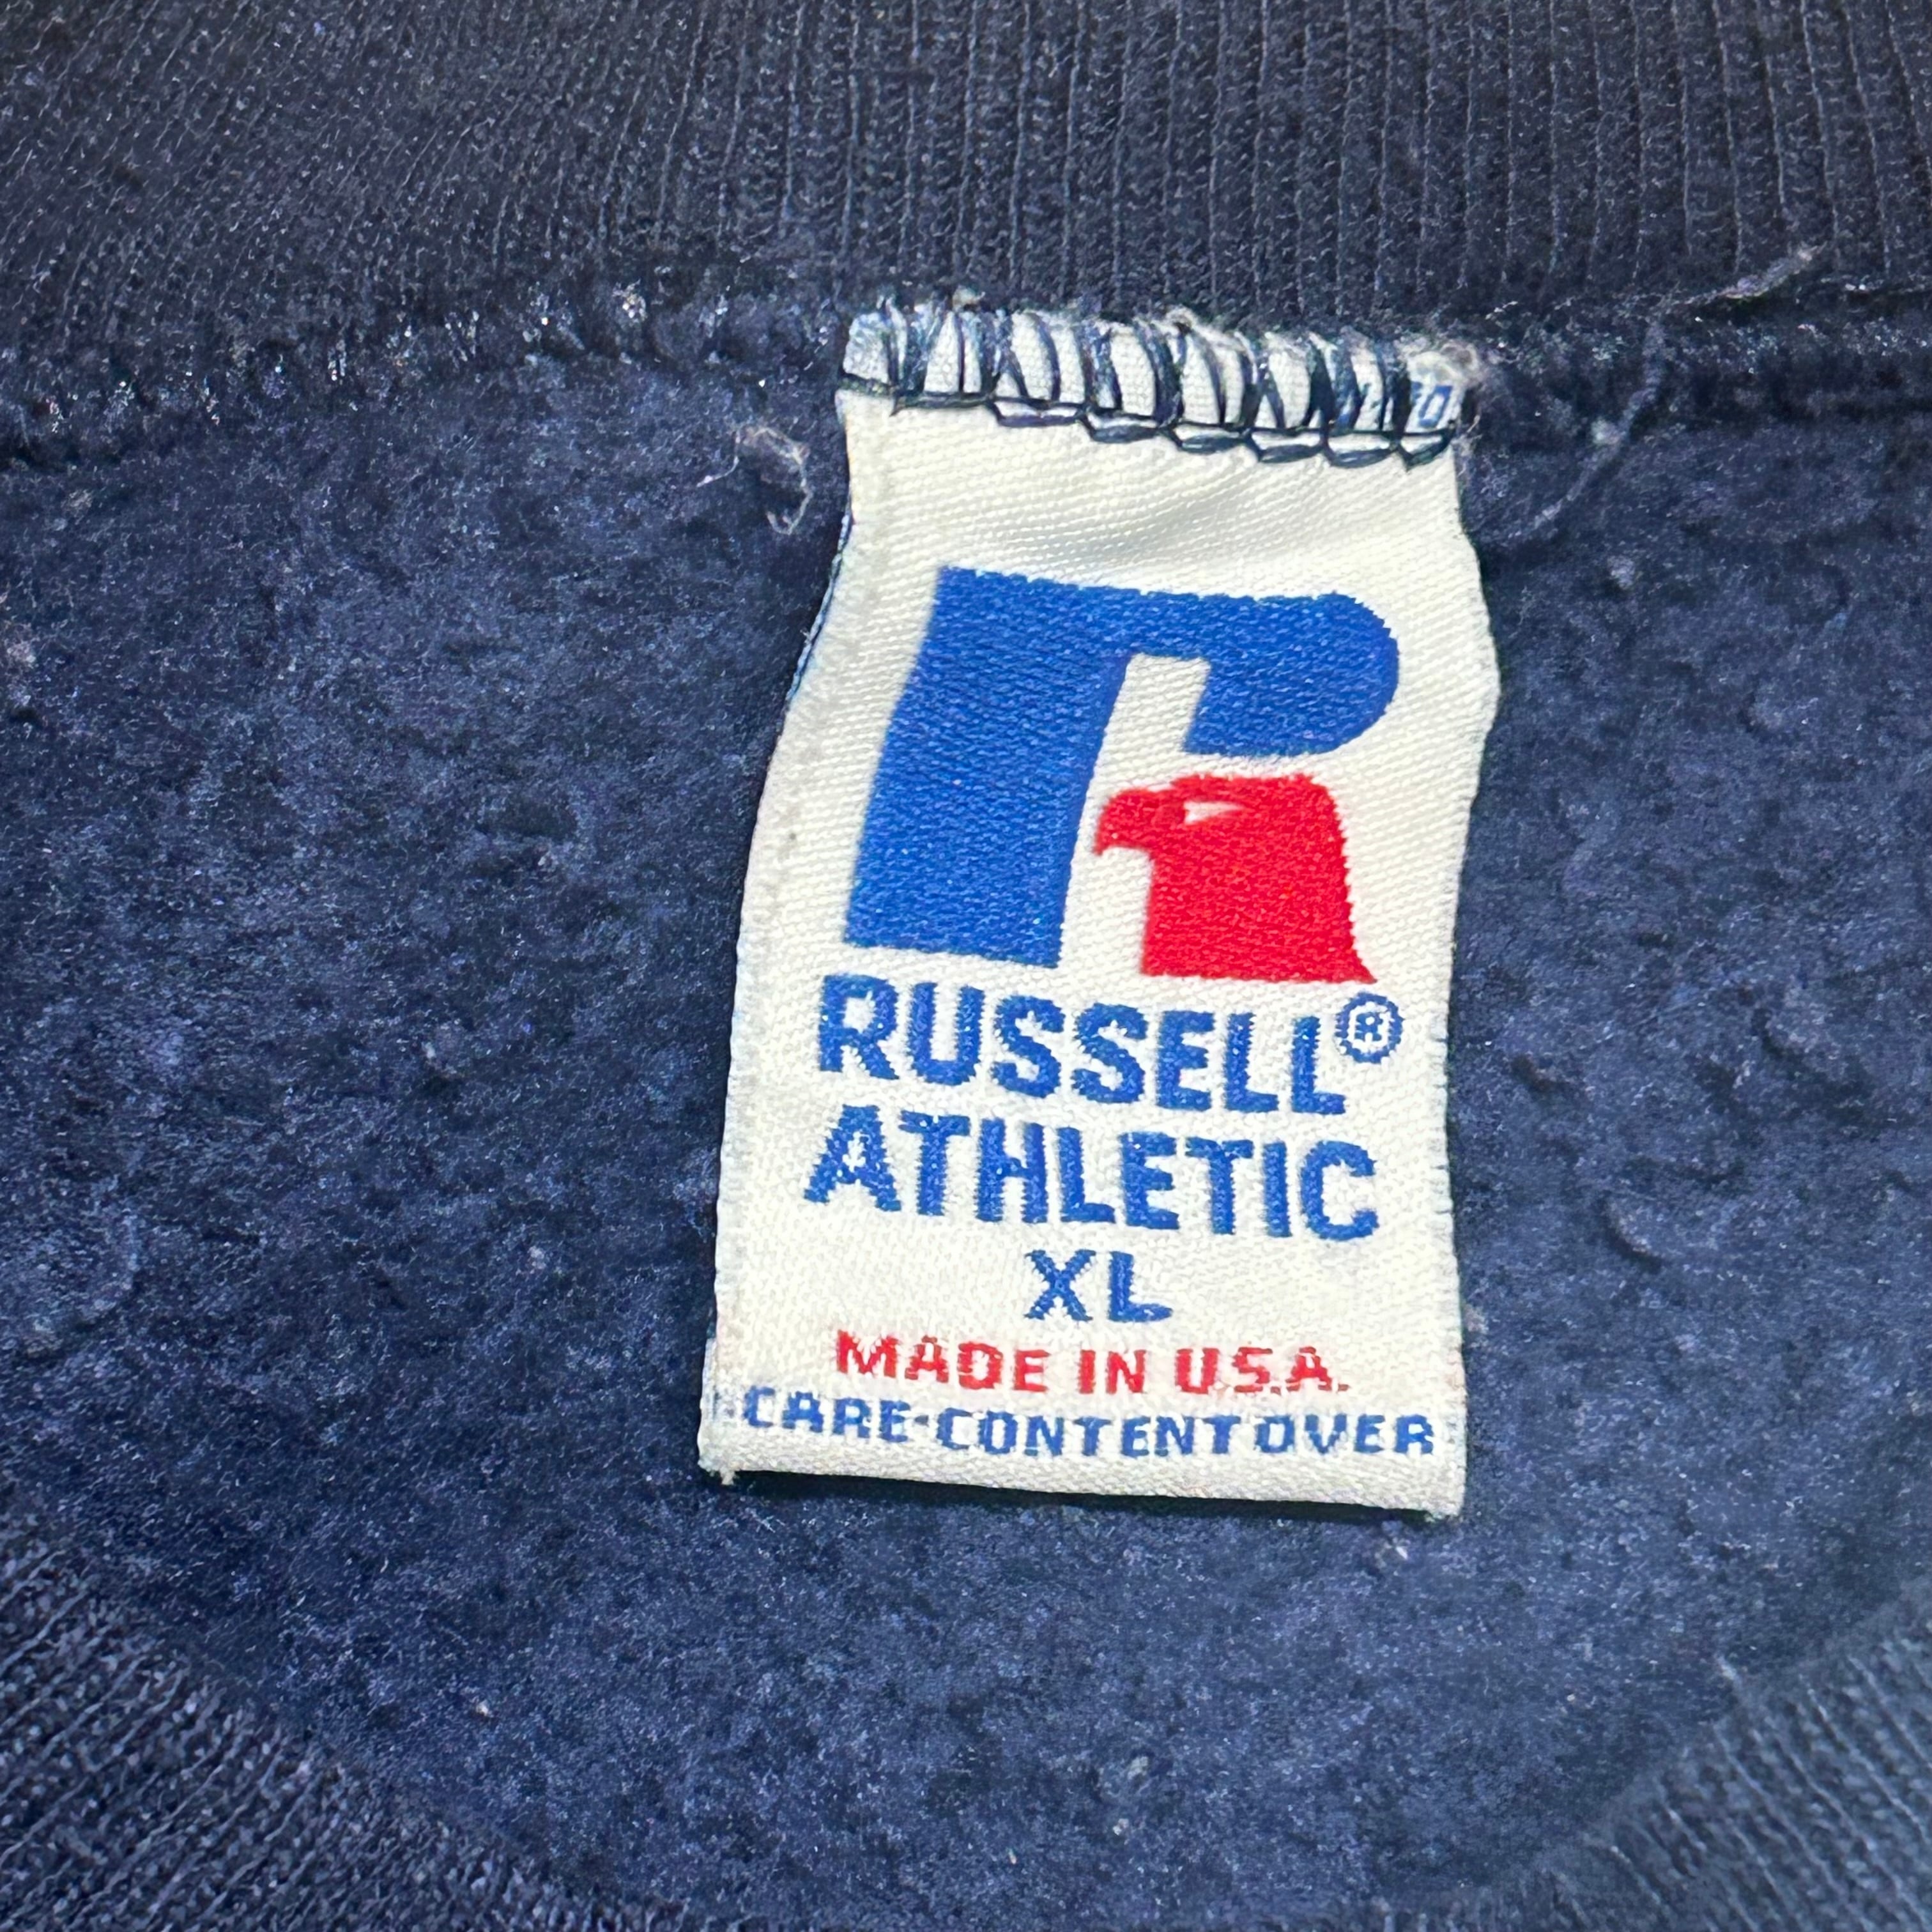 RUSSELL®
ATHLETIC
XL
MADE IN U.S.A.
CARE-CONTENT OVER